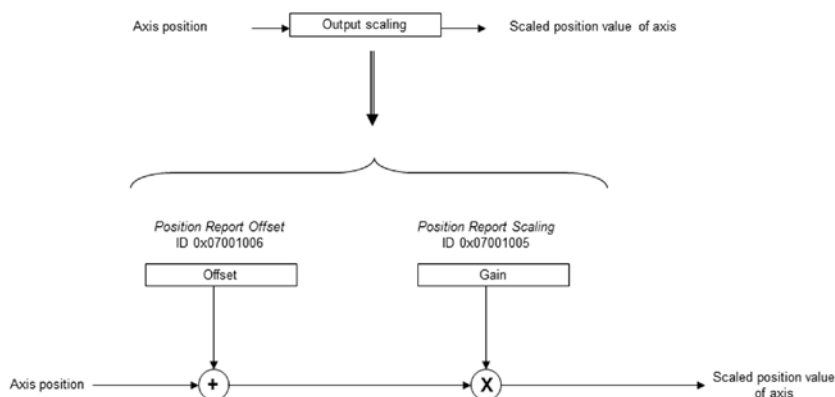 Axis position
Output scaling
Scaled position value of axis
Position Report Offset
ID 0x07001006
Position Report Scaling
ID 0x07001005
Offset
Gain
Axis position
+
X
Scaled position value
of axis